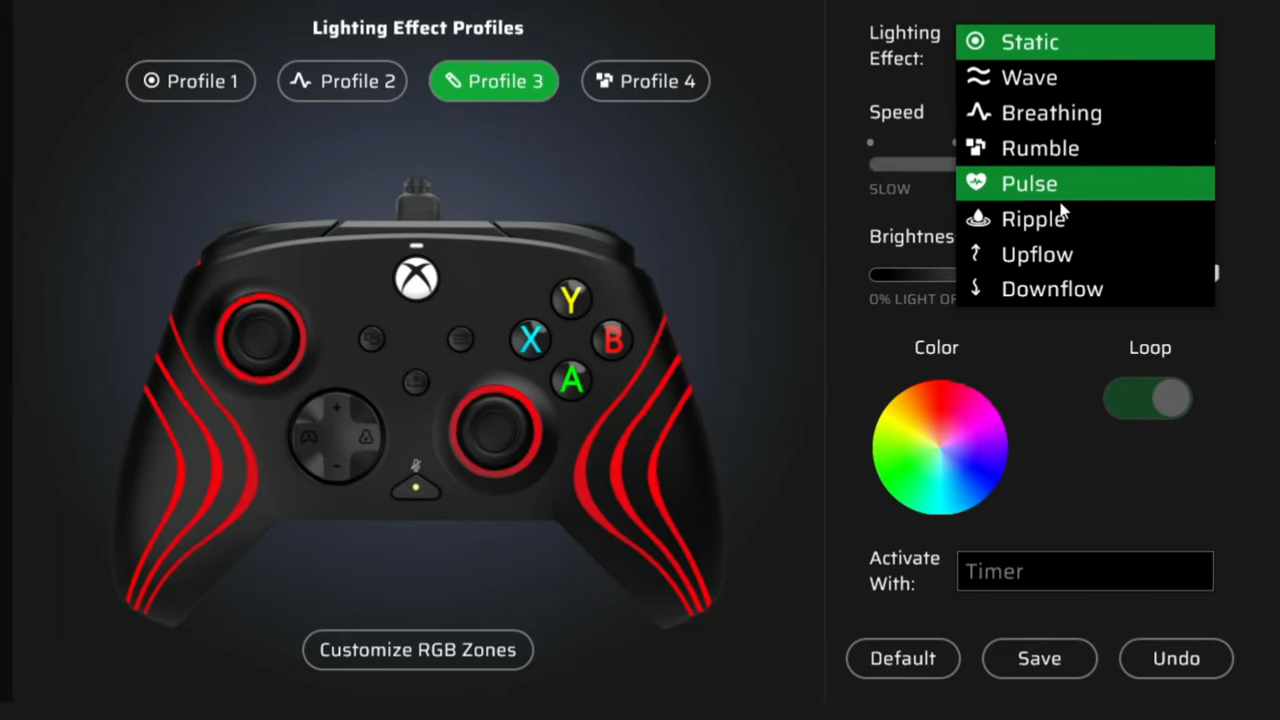 Lighting Effect Profiles
Profile 1
Profile 2
Profile 3
Profile 4
Lighting
Effect:
Static
Wave
Breathing
Rumble
Pulse
Ripple
Upflow
Downflow
Speed
SLOW
Brightnes
0% LIGHT OF
Y
X
B
A
Color
Loop
Activate
With:
Timer
Customize RGB Zones
Default
Save
Undo